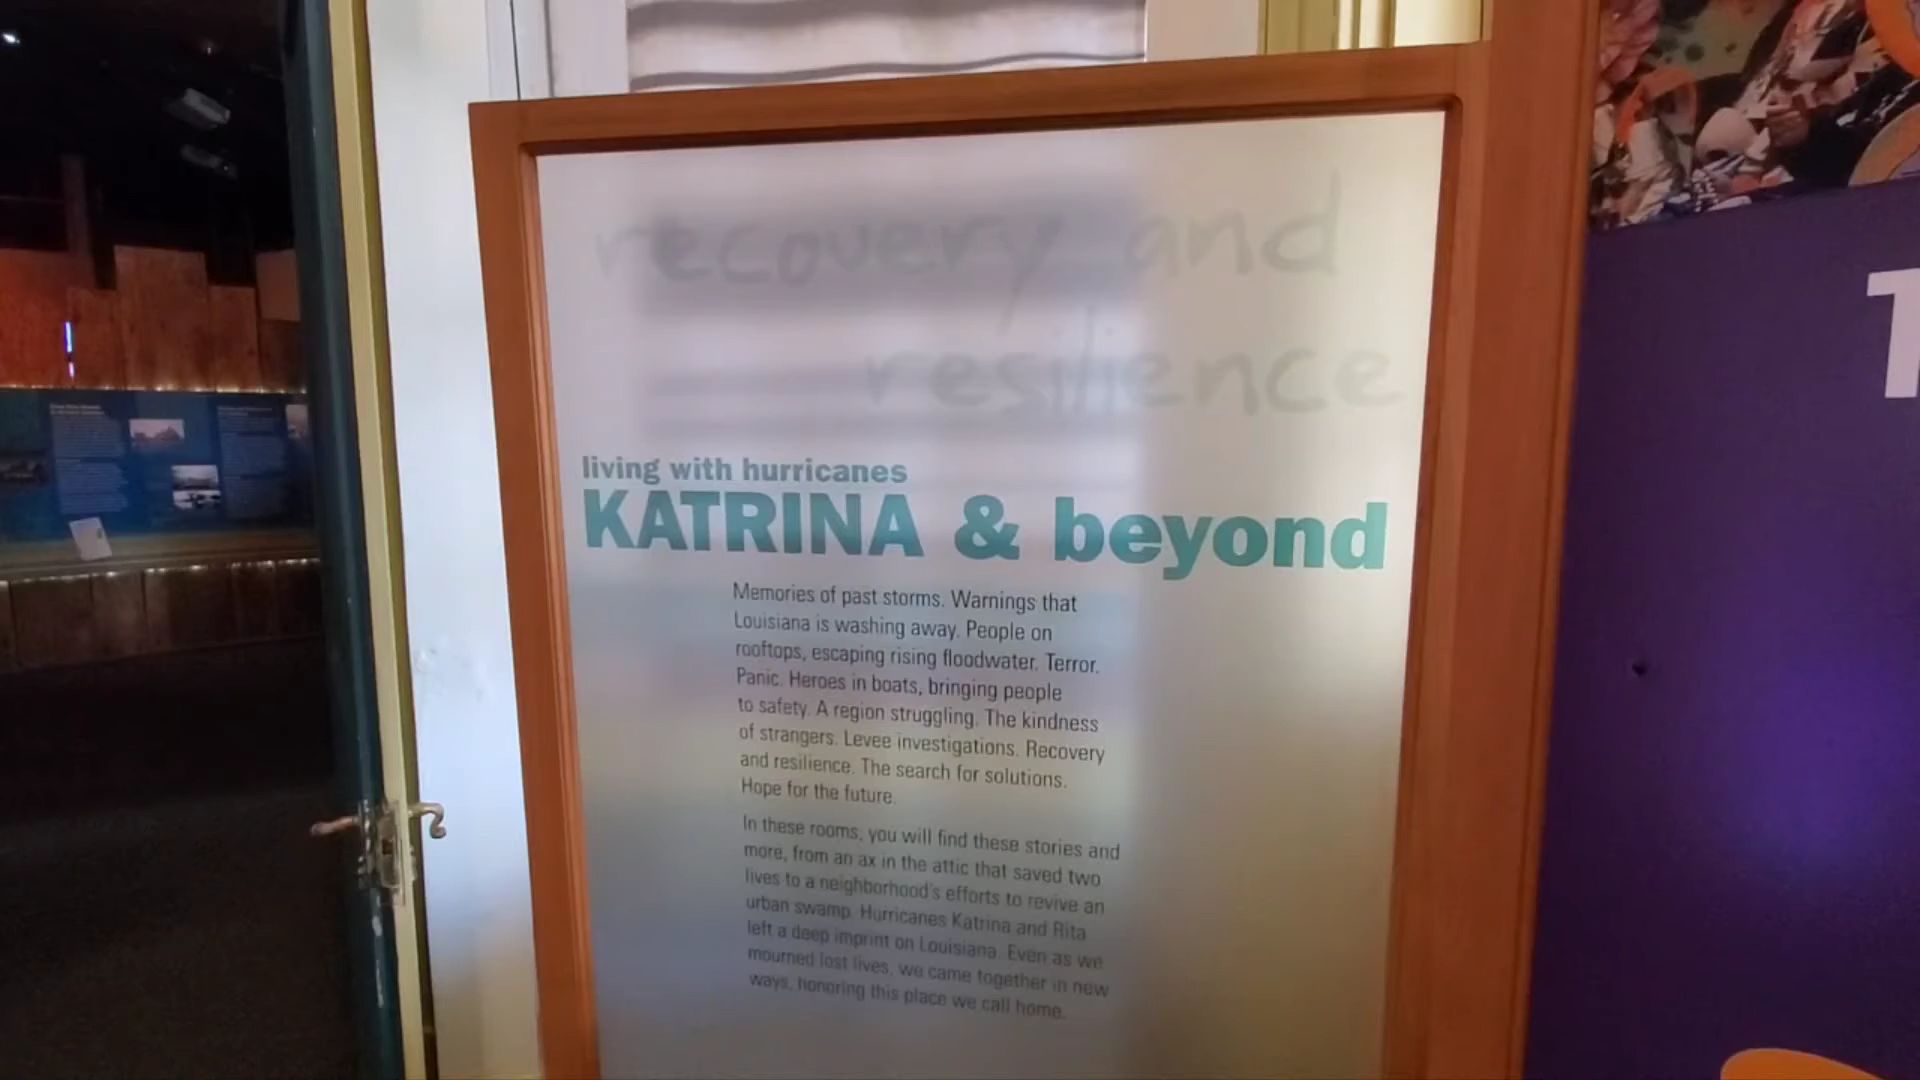 recovery and
resilience
living with hurricanes
KATRINA & beyond
Memories of past storms. Warnings that
Louisiana is washing away. People on
rooftops, escaping rising floodwater. Terror.
Panic. Heroes in boats, bringing people
to safety. A region struggling. The kindness
of strangers. Levee investigations. Recovery
and resilience. The search for solutions.
Hope for the future.
In these rooms, you will find these stories and
more, from an ax in the attic that saved two
lives to a neighborhood's efforts to revive an
urban swamp. Hurricanes Katrina and Rita
left a deep imprint on Louisiana. Even as we
mourned lost lives, we came together in new
ways, honoring this place we call home.
T